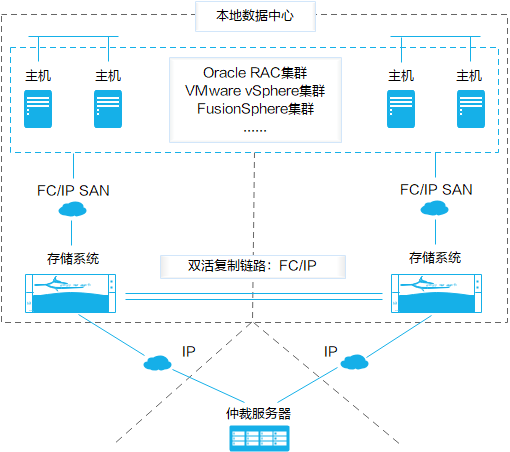 本地数据中心
主机
主机
Oracle RAC集群
VMware vSphere集群
FusionSphere集群
......
主机
主机
FC/IP SAN
FC/IP SAN
存储系统
双活复制链路：FC/IP
存储系统
IP
IP
仲裁服务器